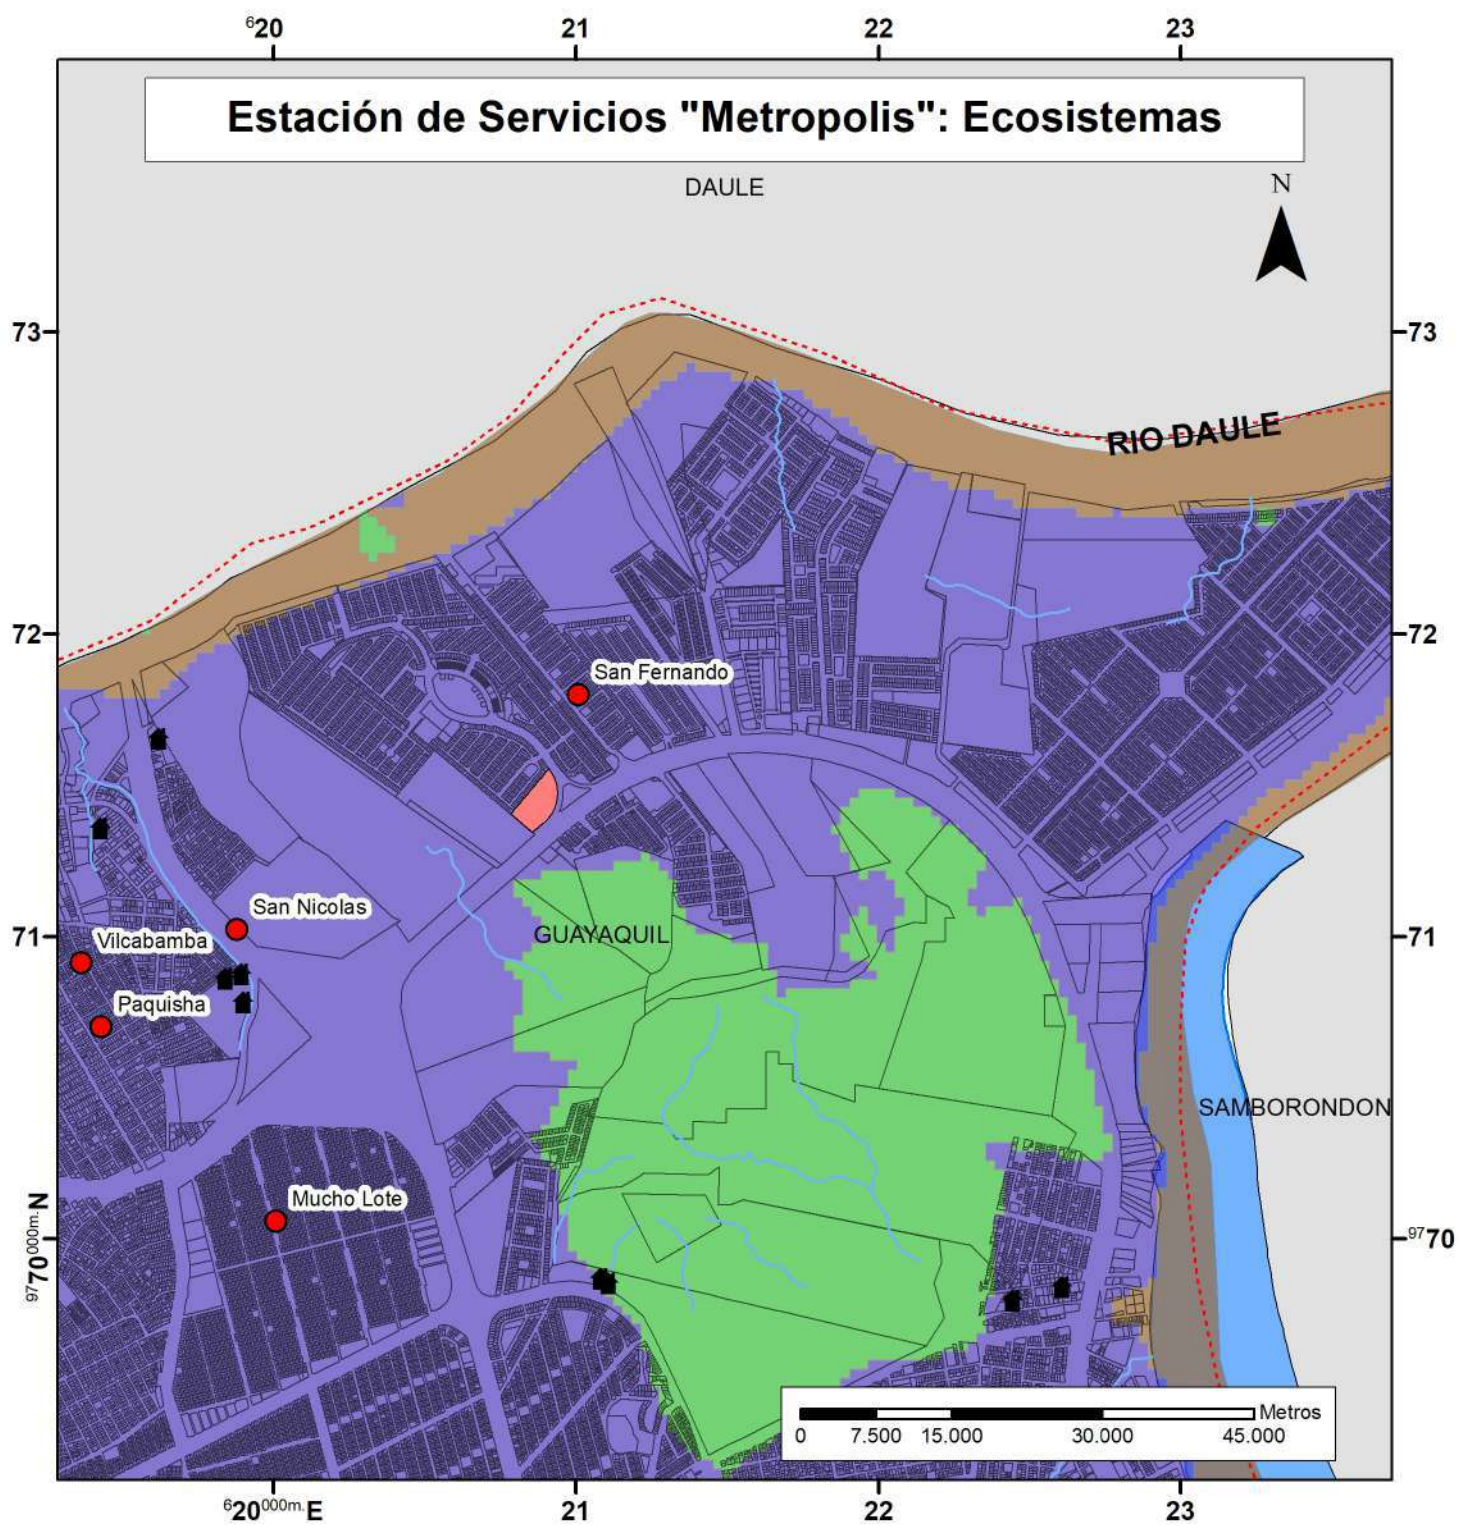 620 21 22 23
Estación de Servicios "Metropolis": Ecosistemas
DAULE
N
73 73
RIO DAULE
72 72
San Fernando
San Nicolas
71 Vilcabamba GUAYAQUIL 71
Paquisha
SAMBORONDON
Mucho Lote
9770000m.N 9770
Metros
0 7.500 15.000 30.000 45.000
620000m.E 21 22 23